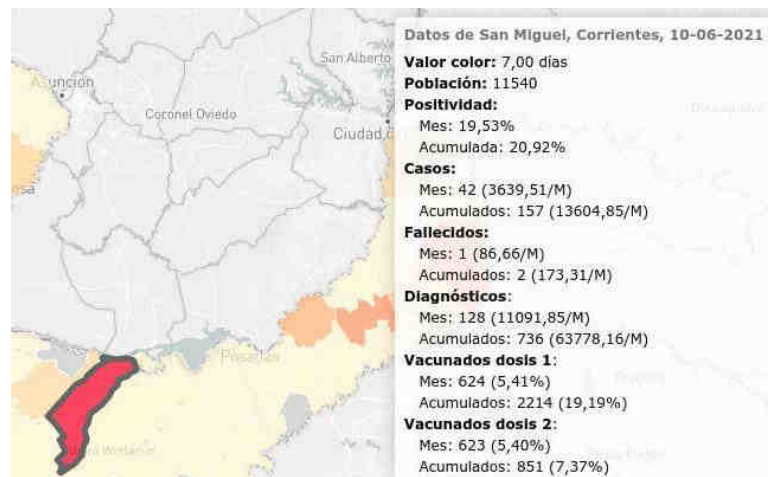 Datos de San Miguel, Corrientes, 10-06-2021
Valor color: 7,00 días
Población: 11540
Positividad:
Mes: 19,53%
Acumulada: 20,92%
Casos:
Mes: 42 (3639,51/M)
Acumulados: 157 (13604,85/M)
Fallecidos:
Mes: 1 (86,66/M)
Acumulados: 2 (173,31/M)
Diagnósticos:
Mes: 128 (11091,85/M)
Acumulados: 736 (63778,16/M)
Vacunados dosis 1:
Mes: 624 (5,41%)
Acumulados: 2214 (19,19%)
Vacunados dosis 2:
Mes: 623 (5,40%)
Acumulados: 851 (7,37%)
San Alberto
Asunción
Coronel Oviedo
Ciudad
Posadas